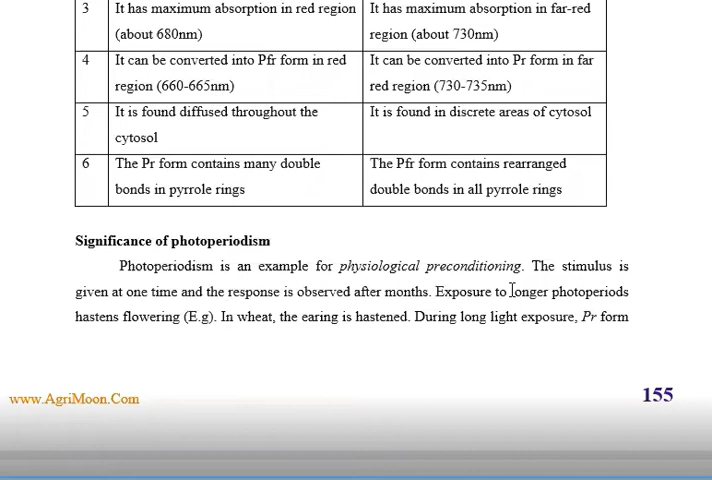 3 It has maximum absorption in red region It has maximum absorption in far-red
(about 680nm) region (about 730nm)
4 It can be converted into Pfr form in red It can be converted into Pr form in far
region (660-665nm) red region (730-735nm)
5 It is found diffused throughout the It is found in discrete areas of cytosol
cytosol
6 The Pr form contains many double The Pfr form contains rearranged
bonds in pyrrole rings double bonds in all pyrrole rings
Significance of photoperiodism
Photoperiodism is an example for physiological preconditioning. The stimulus is
given at one time and the response is observed after months. Exposure to longer photoperiods
hastens flowering (E.g). In wheat, the earing is hastened. During long light exposure, Pr form
www.AgriMoon.Com 155